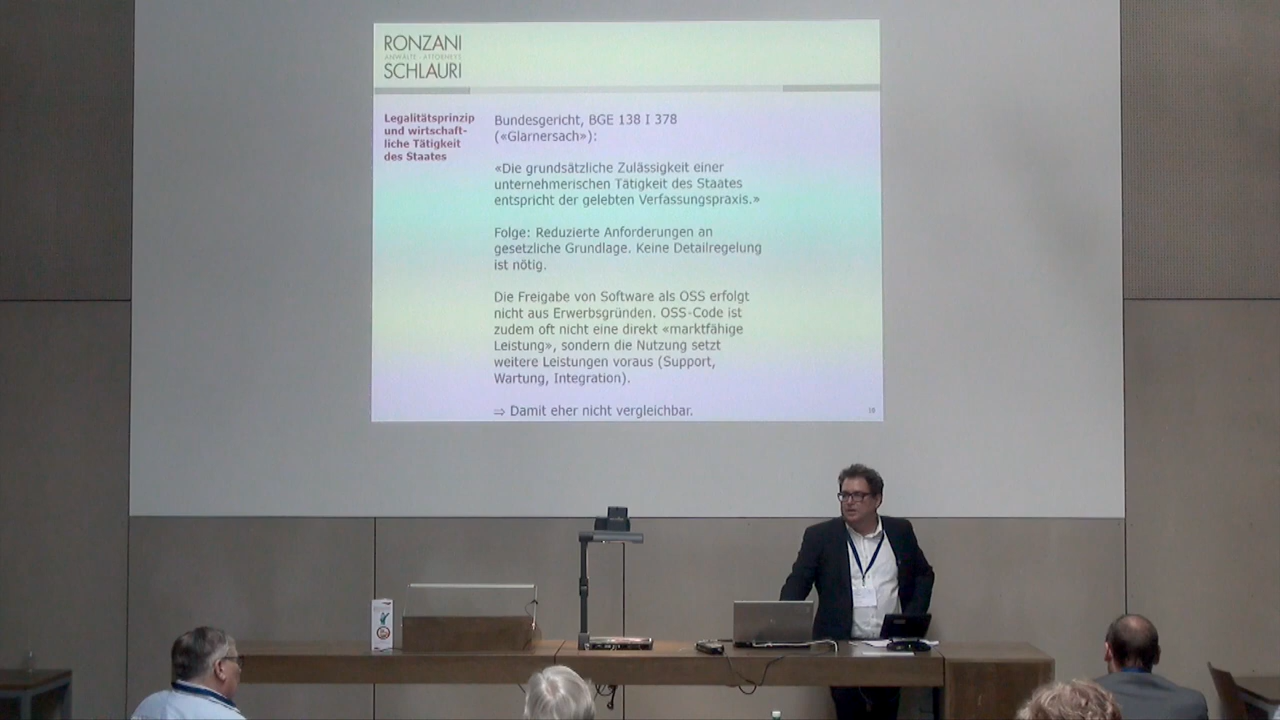 RONZANI
ANWÄLTE · ATTORNEYS
SCHLAURI
Legalitätsprinzip
und wirtschaft-
liche Tätigkeit
des Staates
Bundesgericht, BGE 138 I 378
(«Glarnersach»):
«Die grundsätzliche Zulässigkeit einer
unternehmerischen Tätigkeit des Staates
entspricht der gelebten Verfassungspraxis.»
Folge: Reduzierte Anforderungen an
gesetzliche Grundlage. Keine Detailregelung
ist nötig.
Die Freigabe von Software als OSS erfolgt
nicht aus Erwerbsgründen. OSS-Code ist
zudem oft nicht eine direkt «marktfähige
Leistung», sondern die Nutzung setzt
weitere Leistungen voraus (Support,
Wartung, Integration).
⇒ Damit eher nicht vergleichbar.